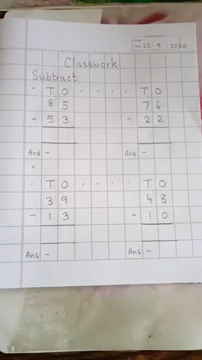 Date 22-9-2020
Classwork
Subtract
T O T O
8 5 7 6
- 5 3 - 2 2
Ans - Ans -
T O T O
3 9 4 8
- 1 3 - 1 0
Ans - Ans -